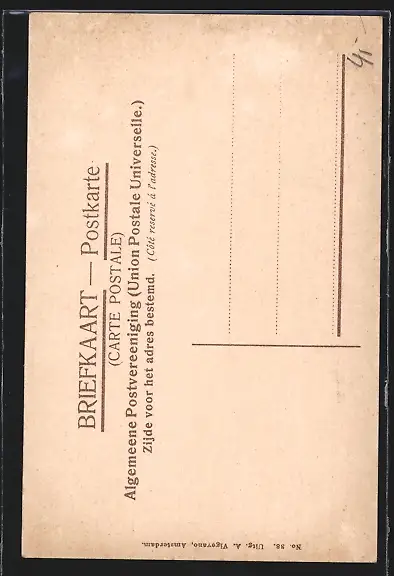 BRIEFKAART — Postkarte
(CARTE POSTALE)
Algemeene Postvereeniging (Union Postale Universelle.)
Zijde voor het adres bestemd. (Côté reservé à l'adresse.)
No. 88. Uitg. A. Vigevano, Amsterdam.